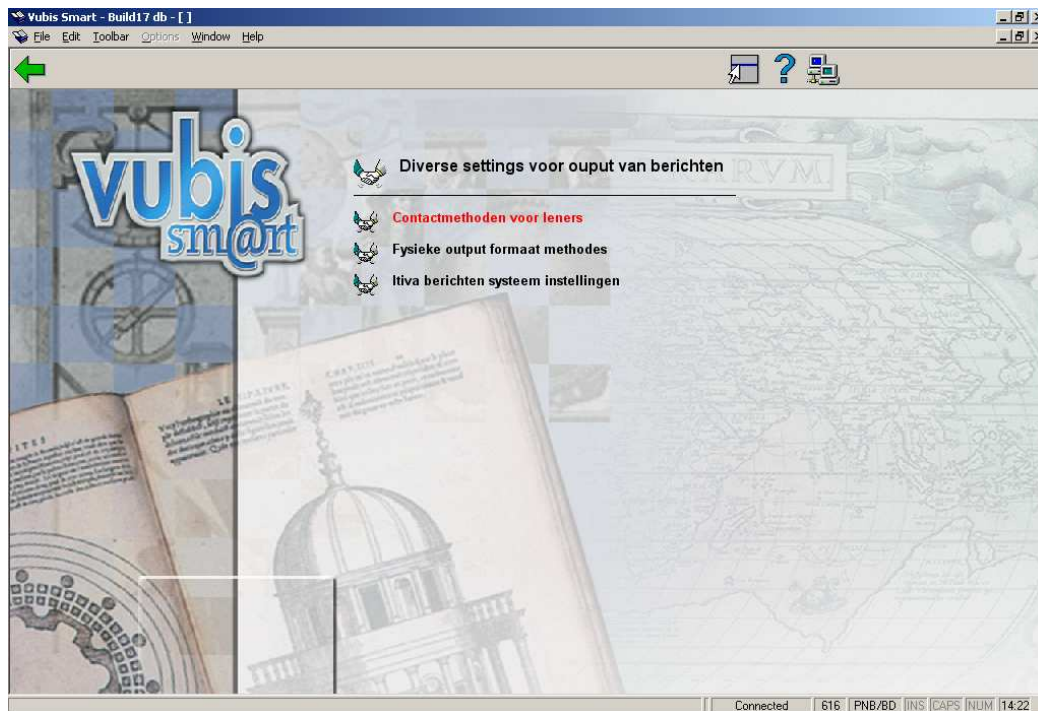 Vubis Smart - Build17 db - [ ]
File Edit Toolbar Options Window Help
vubis
sm@rt
RVM
Diverse settings voor ouput van berichten
Contactmethoden voor leners
Fysieke output formaat methodes
Itiva berichten systeem instellingen
Connected 616 PNB/BD INS CAPS NUM 14:22